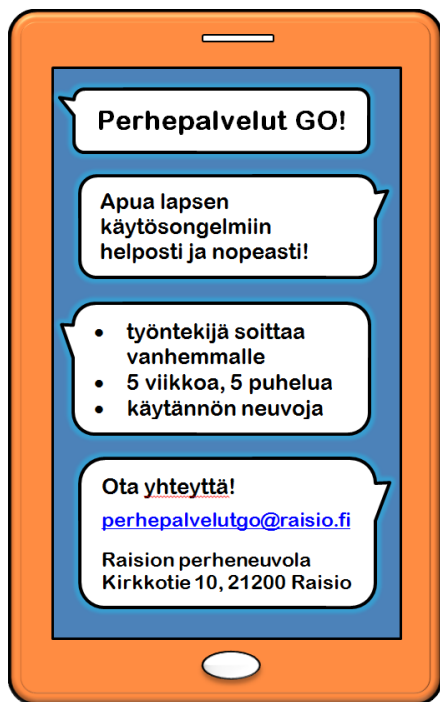 Perhepalvelut GO!
Apua lapsen
käytösongelmiin
helposti ja nopeasti!
• työntekijä soittaa
vanhemmalle
• 5 viikkoa, 5 puhelua
• käytännön neuvoja
Ota yhteyttä!
perhepalvelutgo@raisio.fi
Raision perheneuvola
Kirkkotie 10, 21200 Raisio